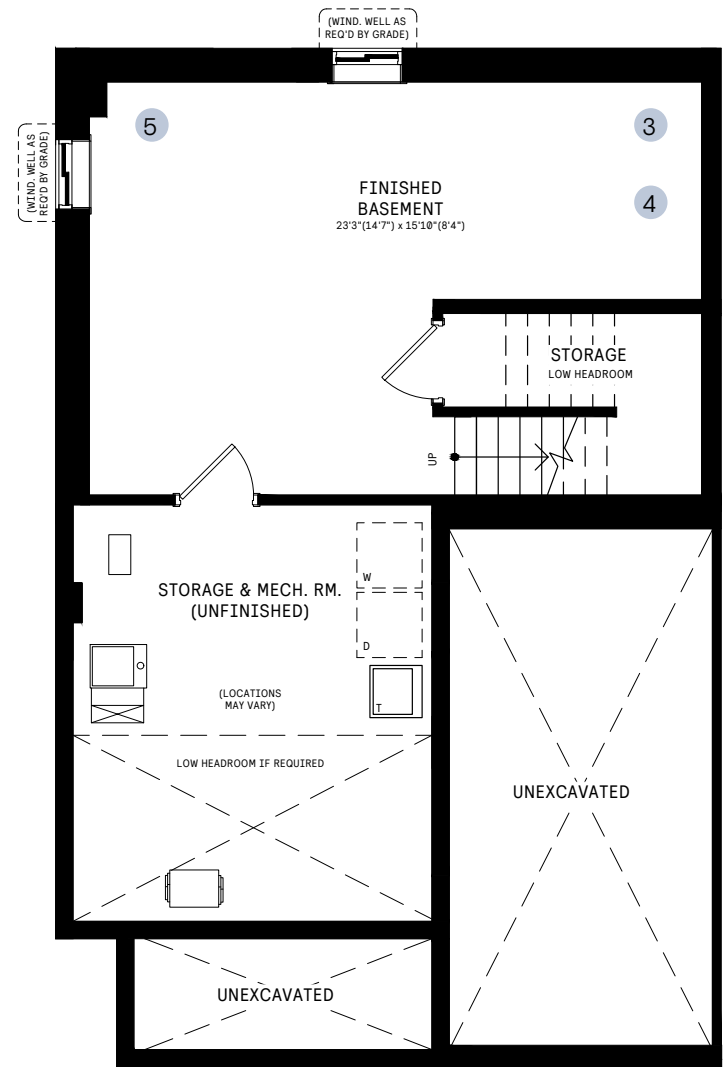 (WIND. WELL AS
REQ'D BY GRADE)
(WIND. WELL AS
REQ'D BY GRADE)
5
3
4
FINISHED
BASEMENT
23'3"(14'7") x 15'10"(8'4")
STORAGE
LOW HEADROOM
UP
W
STORAGE & MECH. RM.
(UNFINISHED)
D
(LOCATIONS
MAY VARY)
T
LOW HEADROOM IF REQUIRED
UNEXCAVATED
UNEXCAVATED